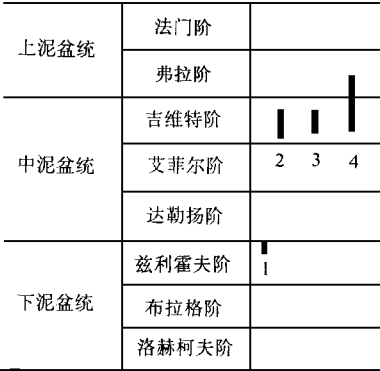 上泥盆统
法门阶
弗拉阶
中泥盆统
吉维特阶
艾菲尔阶
达勒扬阶
2 3 4
下泥盆统
兹利霍夫阶
1
布拉格阶
洛赫柯夫阶